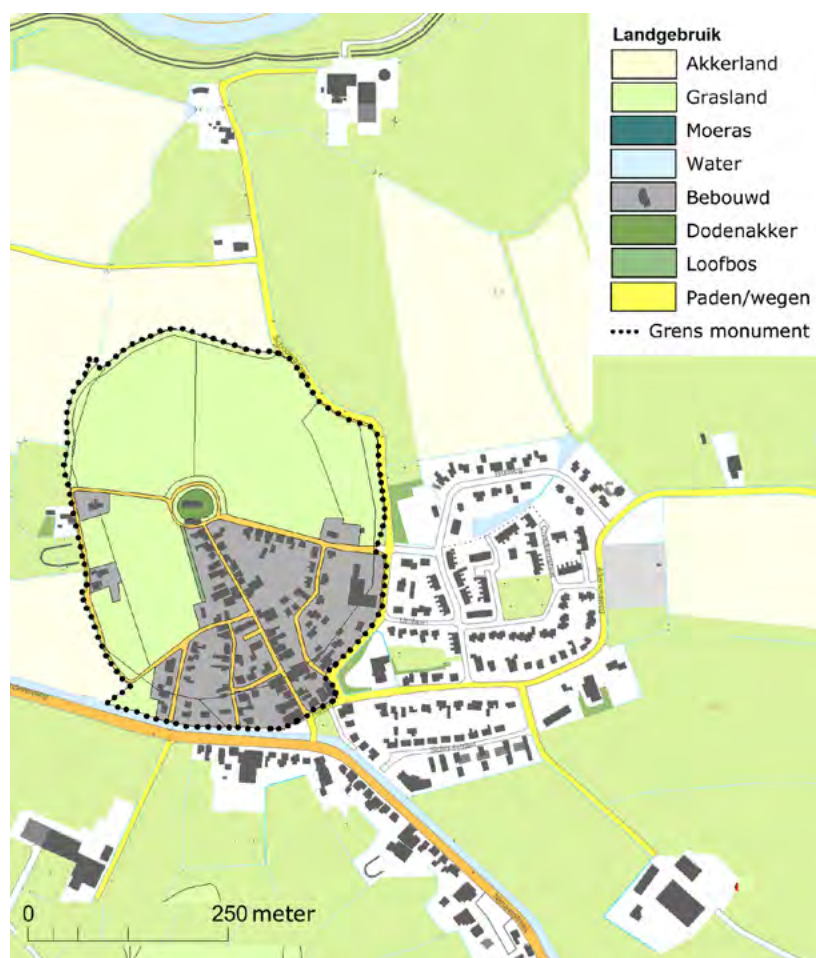 Landgebruik
Akkerland
Grasland
Moeras
Water
Bebouwd
Dodenakker
Loofbos
Paden/wegen
Grens monument
0 250 meter